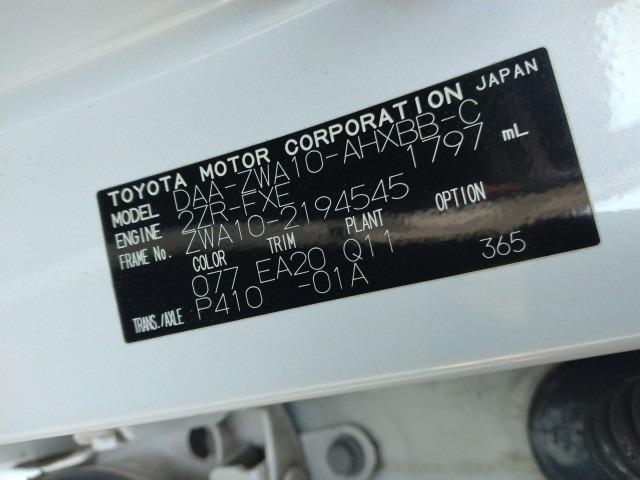 TOYOTA MOTOR CORPORATION JAPAN
MODEL DAA-ZWA10-AHXBB-C
ENGINE 2ZR-FXE 1797 mL
FRAME No. ZWA10-2194545
COLOR TRIM PLANT OPTION
077 EA20 Q11 365
TRANS./AXLE P410 -01A